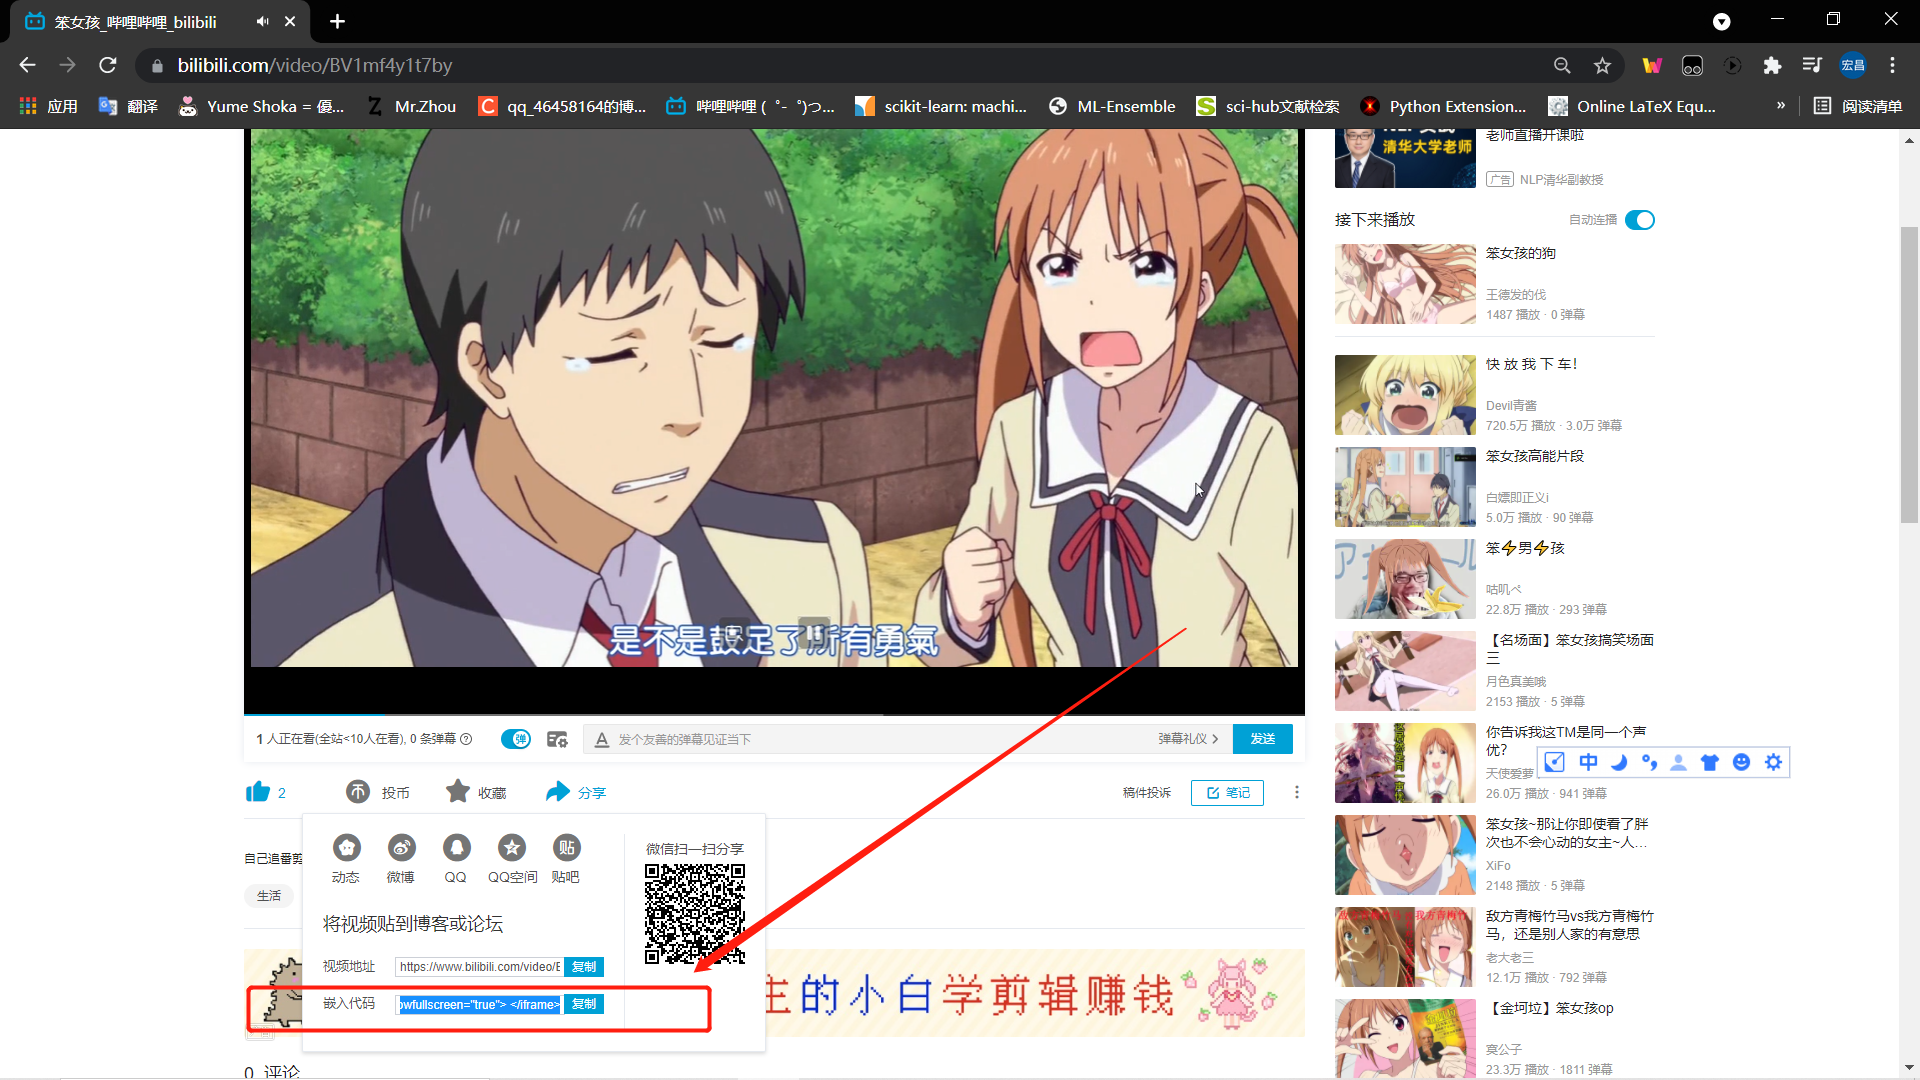 笨女孩_哔哩哔哩_bilibili
bilibili.com/video/BV1mf4y1t7by
宏昌
应用
翻译
Yume Shoka = 優...
Mr.Zhou
qq_46458164的博...
哔哩哔哩 ( ゜- ゜)つ...
scikit-learn: machi...
ML-Ensemble
sci-hub文献检索
Python Extension...
Online LaTeX Equ...
»
阅读清单
是不是鼓足了所有勇氣
1 人正在看(全站<10人在看), 0 条弹幕
弹
发个友善的弹幕见证当下
弹幕礼仪 >
发送
2
投币
收藏
分享
稿件投诉
笔记
自己追番剪
生活
动态
微博
QQ
QQ空间
贴
贴吧
微信扫一扫分享
将视频贴到博客或论坛
视频地址
https://www.bilibili.com/video/E
复制
嵌入代码
owfullscreen="true"> </iframe>
复制
主的小白学剪辑赚钱
0 评论
清华大学老师
老师直播开课啦
广告
NLP清华副教授
接下来播放
自动连播
笨女孩的狗
王德发的伐
1487 播放 · 0 弹幕
快 放 我 下 车!
Devil青酱
720.5万 播放 · 3.0万 弹幕
笨女孩高能片段
白嫖即正义i
5.0万 播放 · 90 弹幕
笨⚡男⚡孩
咕叽ペ
22.8万 播放 · 293 弹幕
【名场面】笨女孩搞笑场面
三
月色真美哦
2153 播放 · 5 弹幕
你告诉我这TM是同一个声
优?
天使爱萝
26.0万 播放 · 941 弹幕
中
笨女孩~那让你即使看了胖
次也不会心动的女主~人...
XiFo
2148 播放 · 5 弹幕
敌方青梅竹马vs我方青梅竹
马，还是别人家的有意思
老大老三
12.1万 播放 · 792 弹幕
【金坷垃】笨女孩op
冥公子
23.3万 播放 · 1811 弹幕